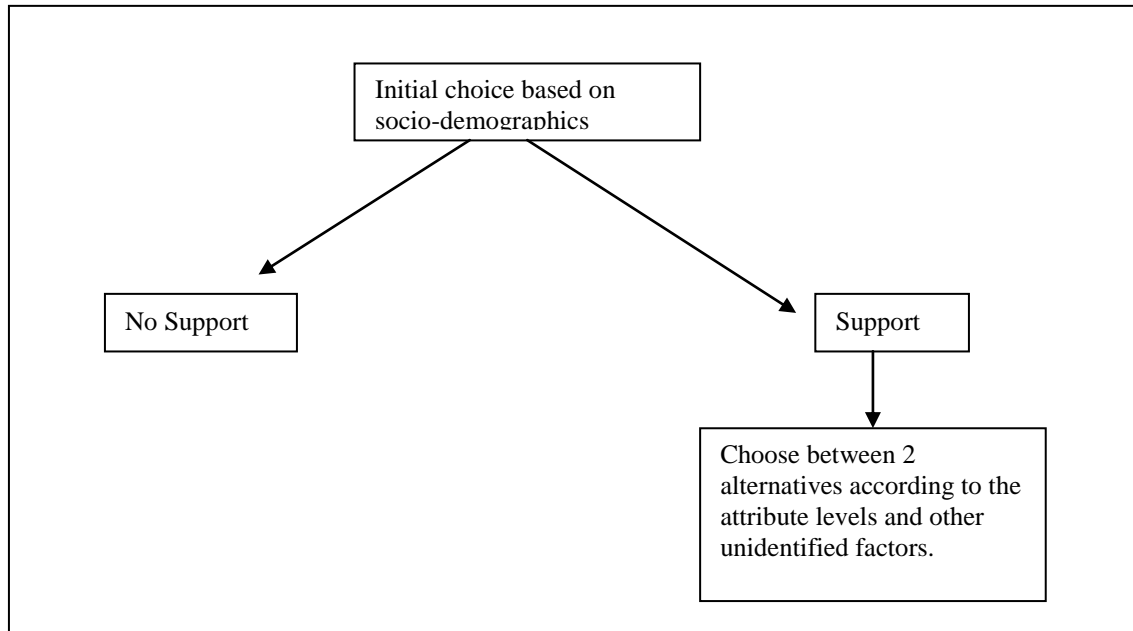 Initial choice based on
socio-demographics
No Support
Support
Choose between 2
alternatives according to the
attribute levels and other
unidentified factors.